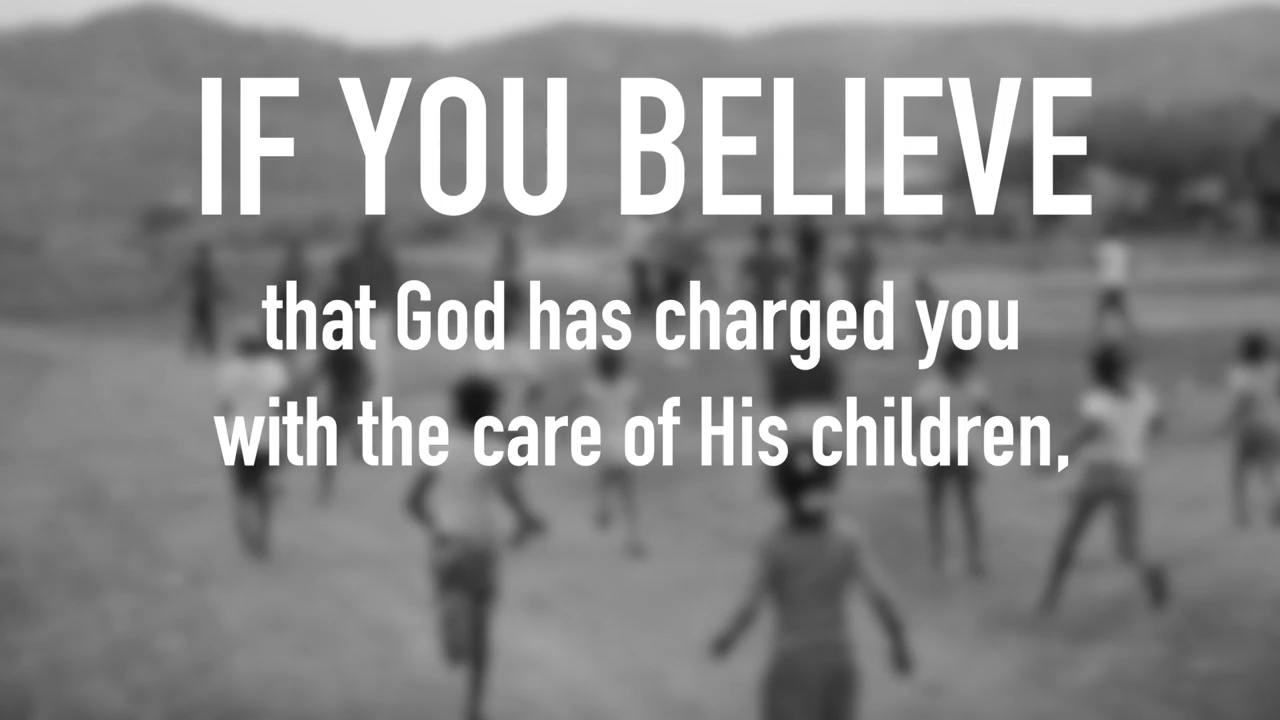 IF YOU BELIEVE
that God has charged you
with the care of His children,